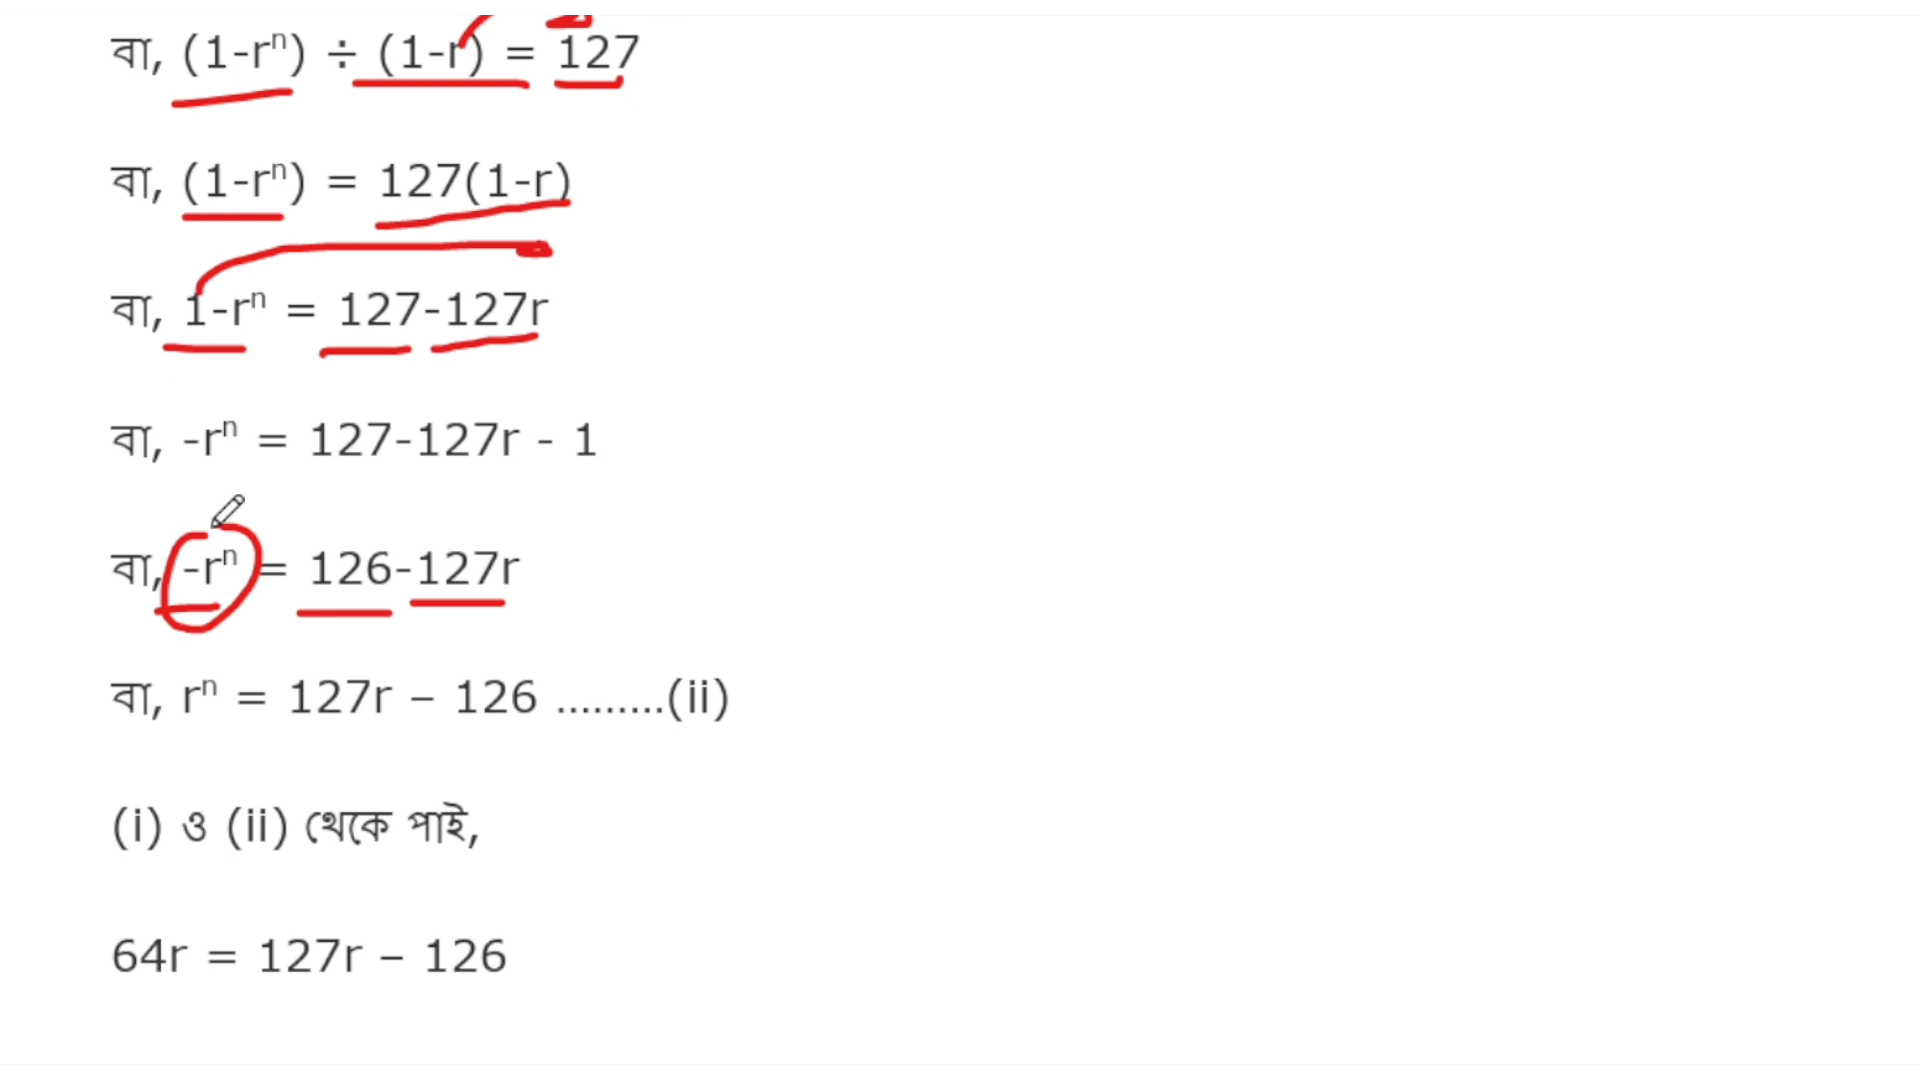 বা, (1-rⁿ) ÷ (1-r) = 127
বা, (1-rⁿ) = 127(1-r)
বা, 1-rⁿ = 127-127r
বা, -rⁿ = 127-127r - 1
বা, -rⁿ = 126-127r
বা, rⁿ = 127r – 126 .........(ii)
(i) ও (ii) থেকে পাই,
64r = 127r – 126